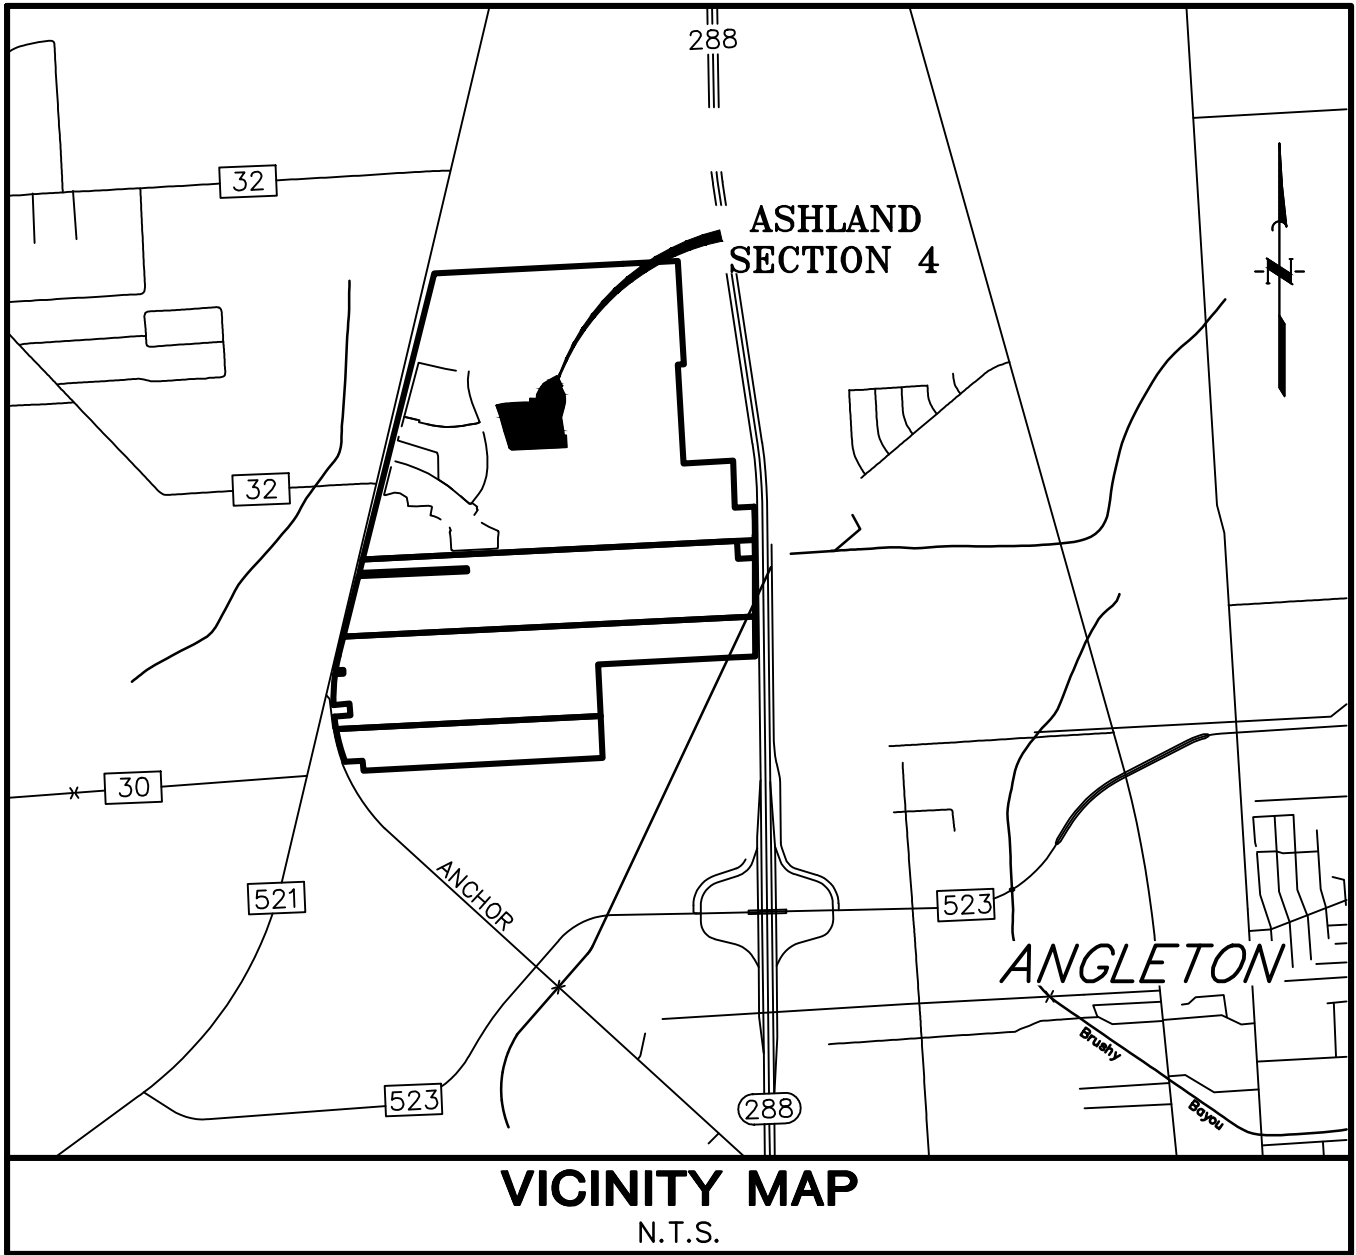 288
32
ASHLAND
SECTION 4
N
32
30
521
ANCHOR
523
523
288
ANGLETON
Brushy
Bayou
VICINITY MAP
N.T.S.